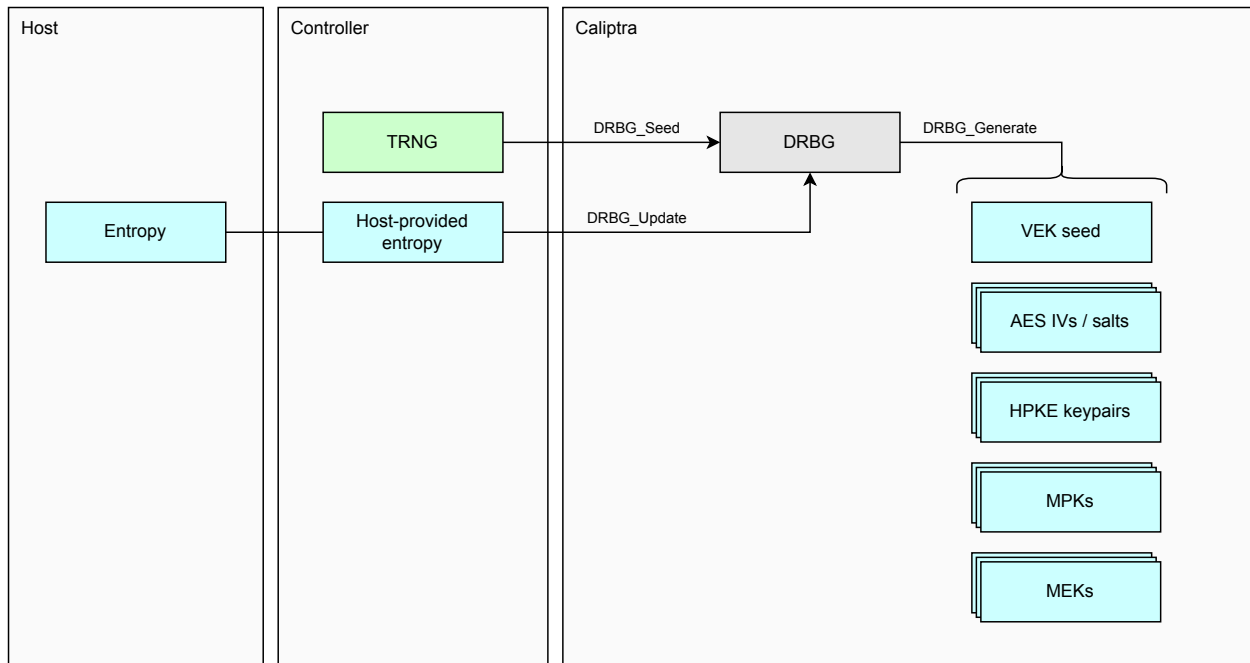 Host
Controller
Caliptra
TRNG
DRBG_Seed
DRBG
DRBG_Generate
Entropy
Host-provided
entropy
DRBG_Update
VEK seed
AES IVs / salts
HPKE keypairs
MPKs
MEKs